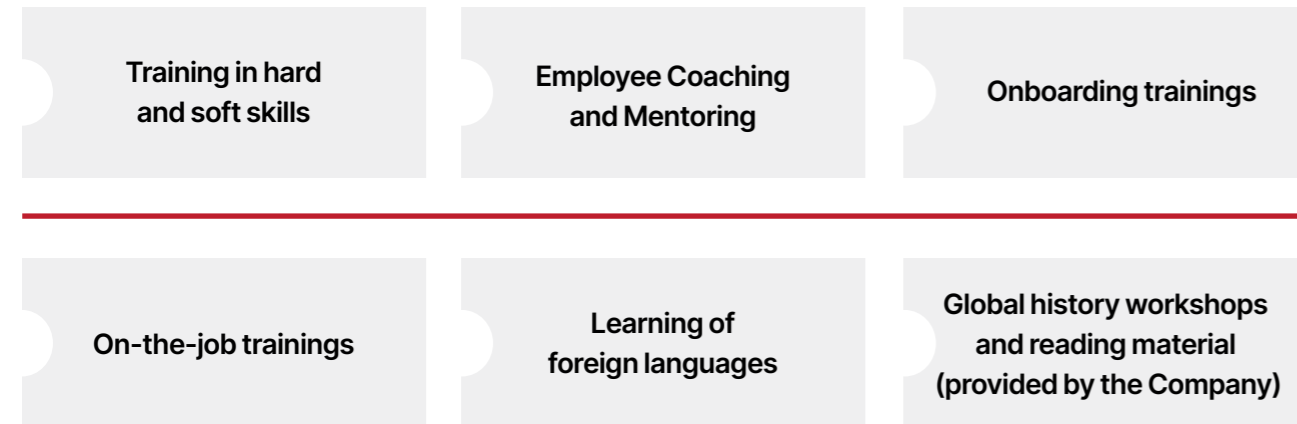 Training in hard
and soft skills
Employee Coaching
and Mentoring
Onboarding trainings
On-the-job trainings
Learning of
foreign languages
Global history workshops
and reading material
(provided by the Company)